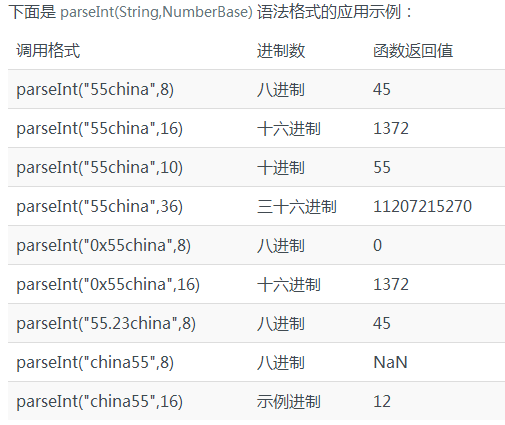 下面是 parseInt(String,NumberBase) 语法格式的应用示例：
调用格式 进制数 函数返回值
parseInt("55china",8) 八进制 45
parseInt("55china",16) 十六进制 1372
parseInt("55china",10) 十进制 55
parseInt("55china",36) 三十六进制 11207215270
parseInt("0x55china",8) 八进制 0
parseInt("0x55china",16) 十六进制 1372
parseInt("55.23china",8) 八进制 45
parseInt("china55",8) 八进制 NaN
parseInt("china55",16) 示例进制 12